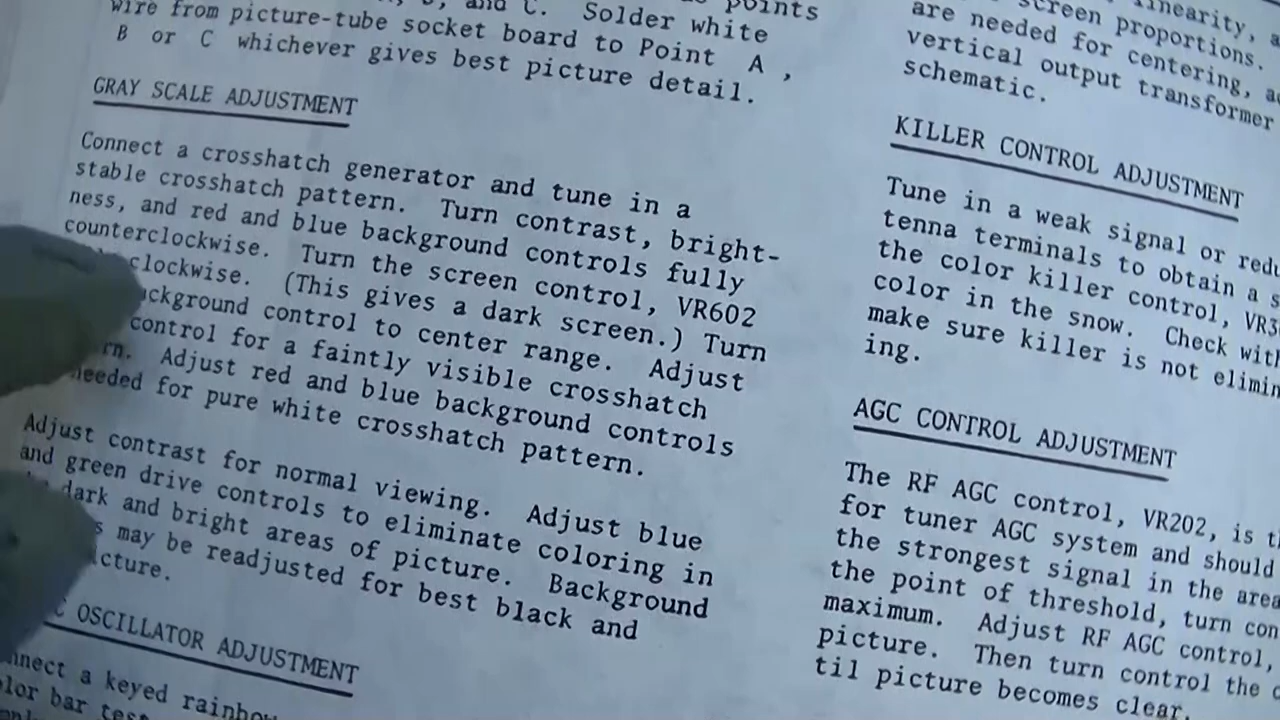 and C. Solder white
wire from picture-tube socket board to Point A ,
B or C whichever gives best picture detail.
GRAY SCALE ADJUSTMENT
Connect a crosshatch generator and tune in a
stable crosshatch pattern. Turn contrast, bright-
ness, and red and blue background controls fully
counterclockwise. Turn the screen control, VR602
clockwise. (This gives a dark screen.) Turn
background control to center range. Adjust
control for a faintly visible crosshatch
Adjust red and blue background controls
needed for pure white crosshatch pattern.
Adjust contrast for normal viewing. Adjust blue
and green drive controls to eliminate coloring in
dark and bright areas of picture. Background
may be readjusted for best black and
picture.
OSCILLATOR ADJUSTMENT
Connect a keyed rainbow
color bar
points
linearity,
screen proportions.
are needed for centering,
vertical output transformer
schematic.
KILLER CONTROL ADJUSTMENT
Tune in a weak signal or
tenna terminals to obtain a
the color killer control,
color in the snow. Check
make sure killer is not
ing.
AGC CONTROL ADJUSTMENT
The RF AGC control, VR202, is
for tuner AGC system and should
the strongest signal in the area
the point of threshold, turn
maximum. Adjust RF AGC control,
picture. Then turn control the
til picture becomes clear.